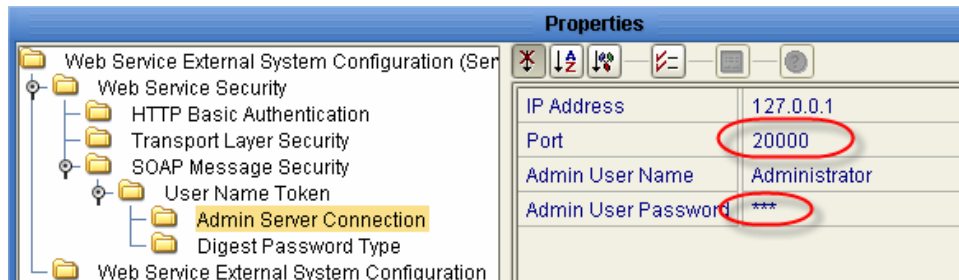 Properties
Web Service External System Configuration (Ser
Web Service Security
HTTP Basic Authentication
Transport Layer Security
SOAP Message Security
User Name Token
Admin Server Connection
Digest Password Type
Web Service External System Configuration
IP Address 127.0.0.1
Port 20000
Admin User Name Administrator
Admin User Password ***